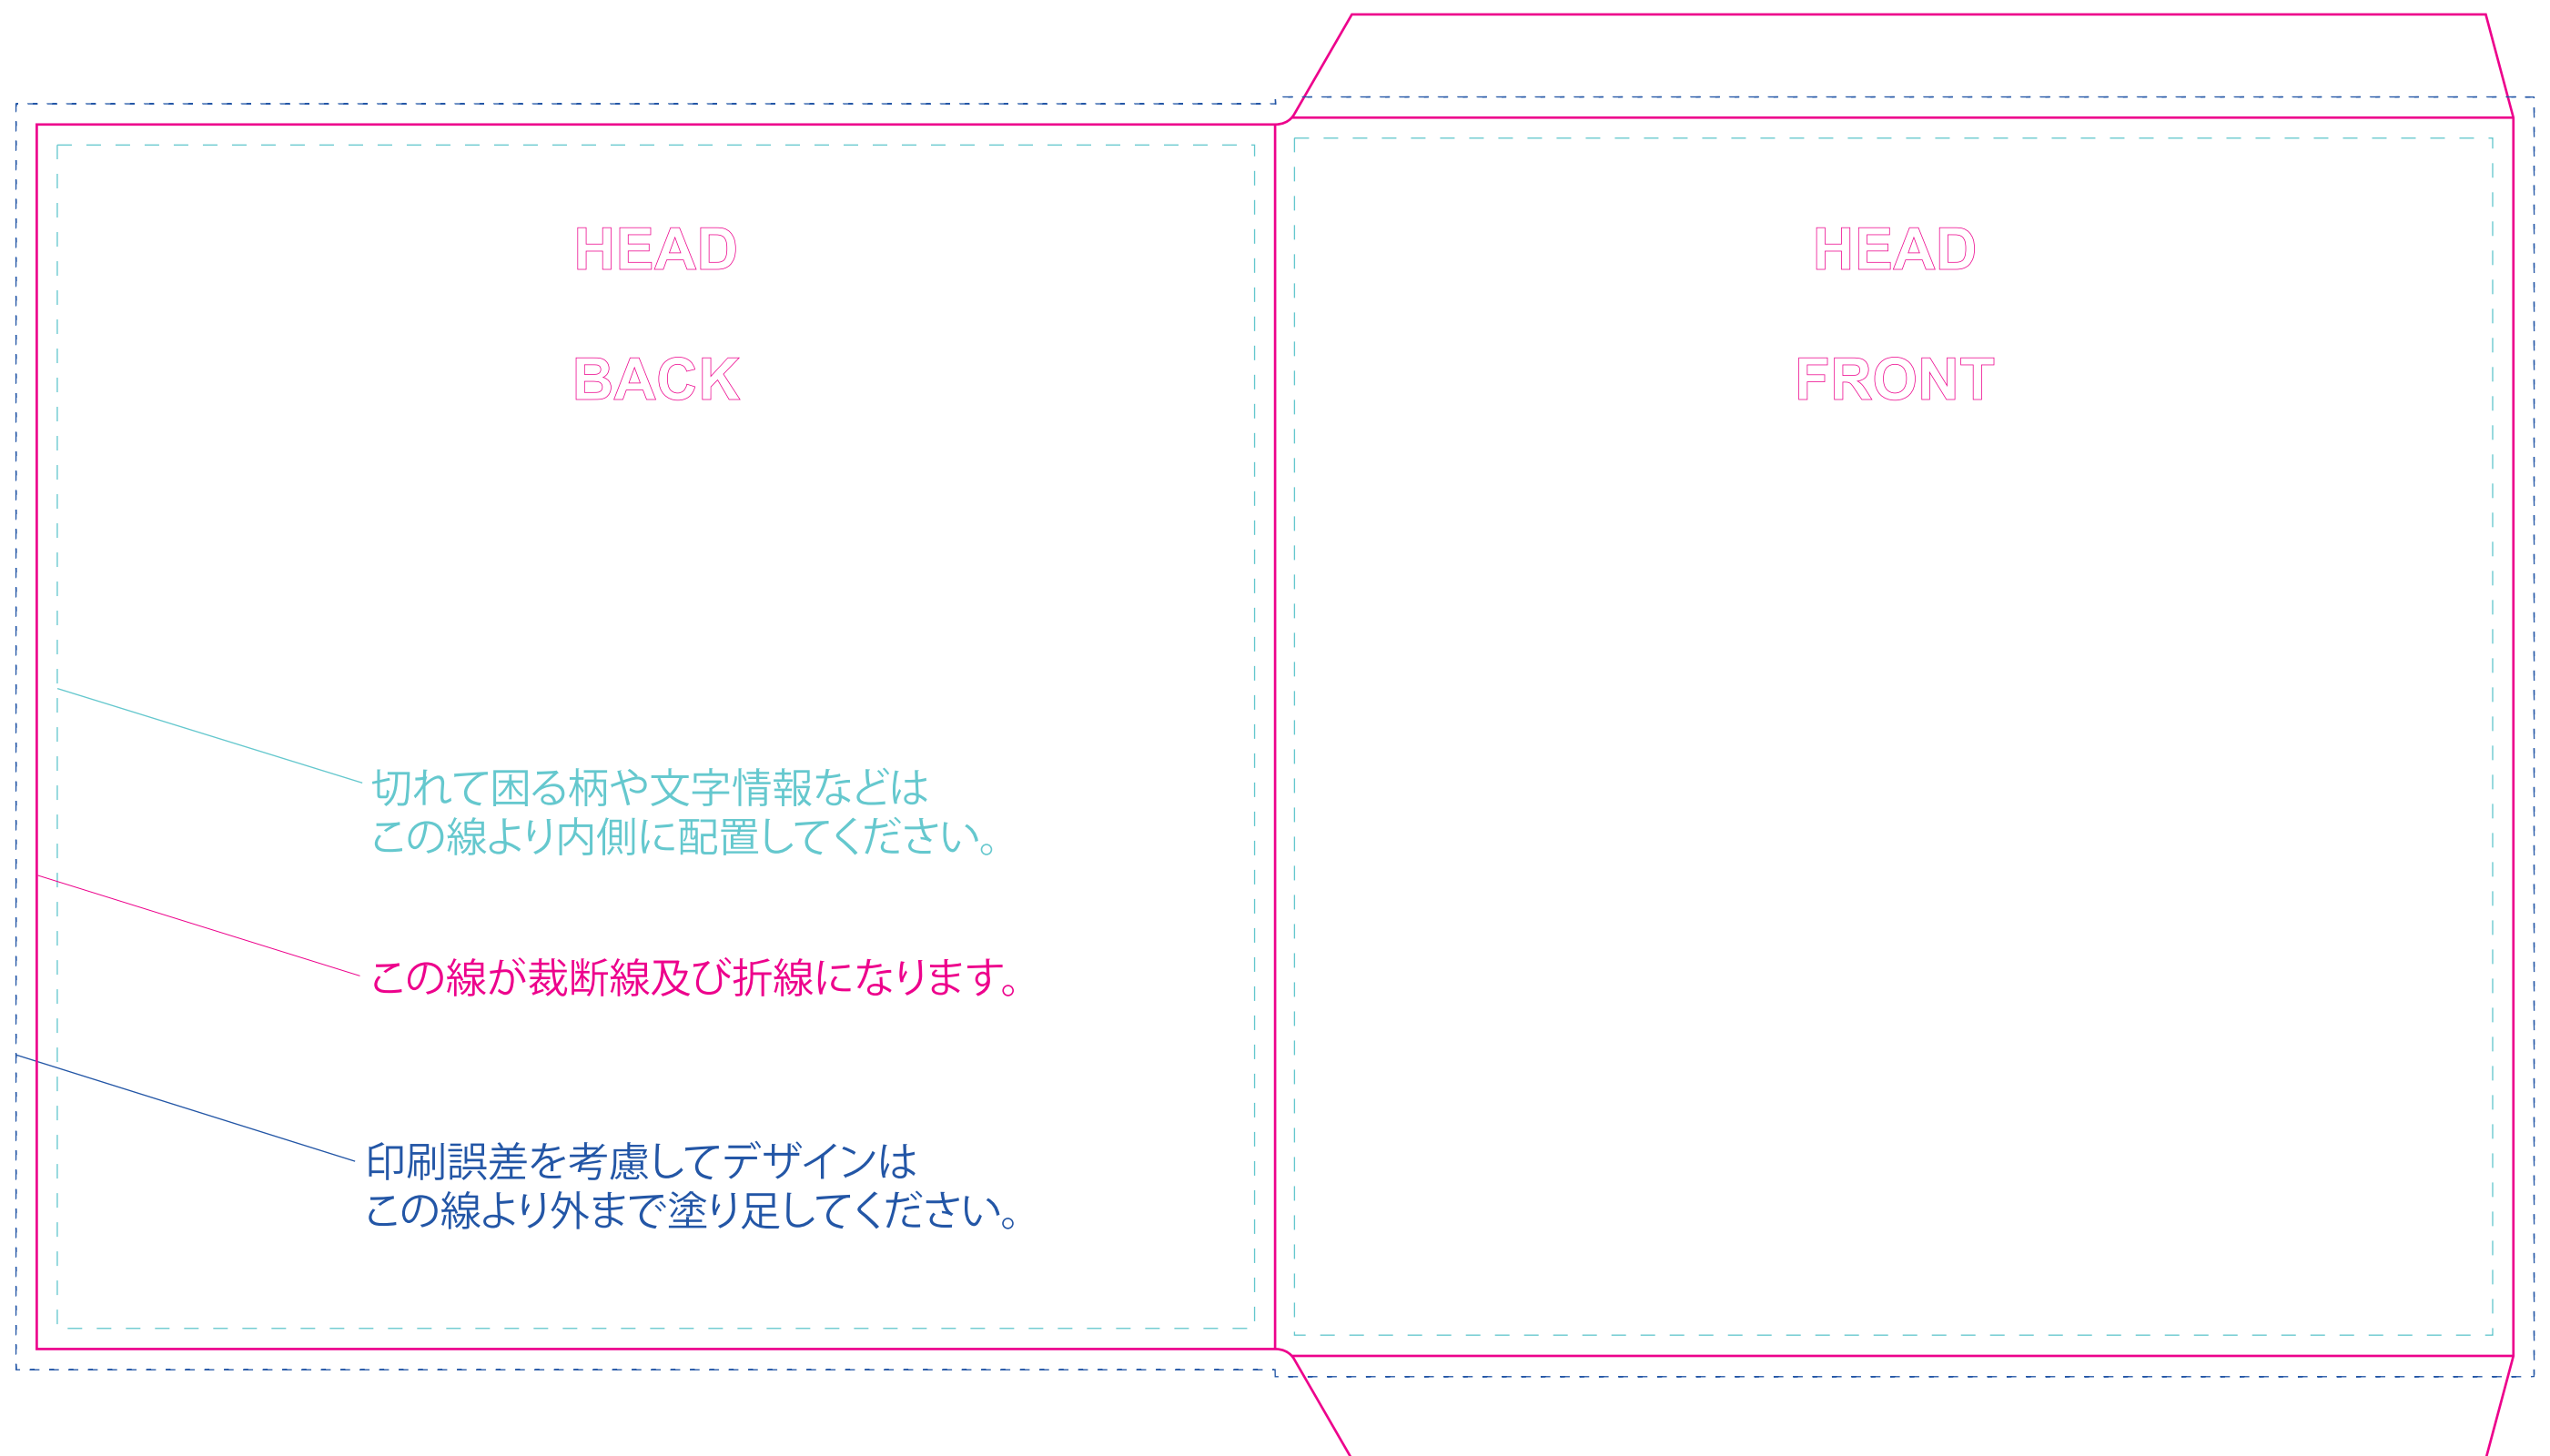 HEAD
BACK
HEAD
FRONT
切れて困る柄や文字情報などは
この線より内側に配置してください。
この線が裁断線及び折線になります。
印刷誤差を考慮してデザインは
この線より外まで塗り足してください。